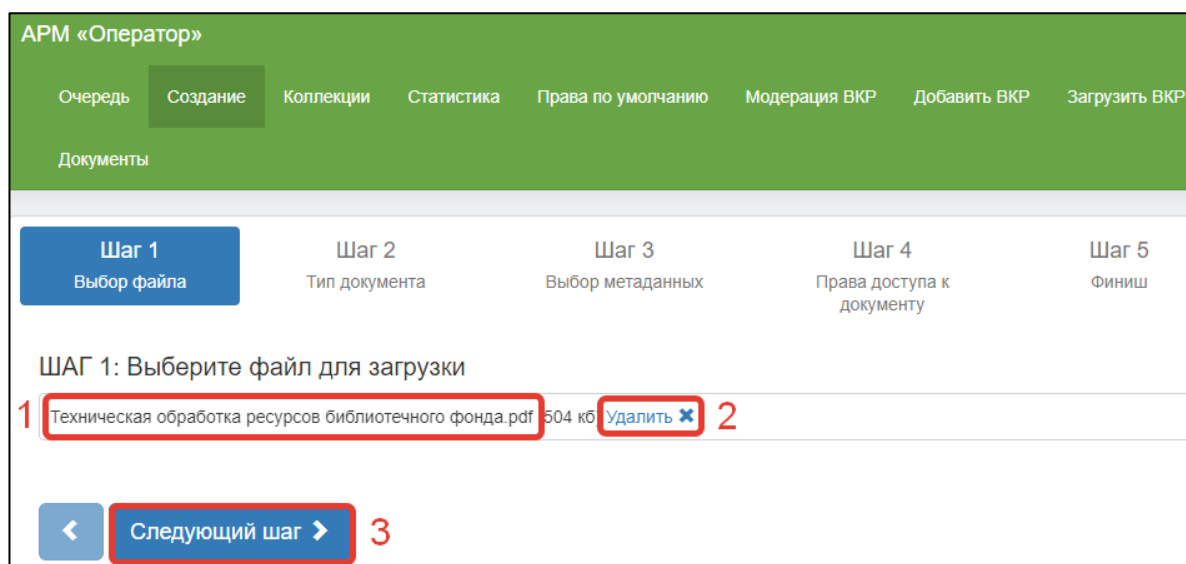 АРМ «Оператор»
Очередь Создание Коллекции Статистика Права по умолчанию Модерация ВКР Добавить ВКР Загрузить ВКР
Документы
Шаг 1 Шаг 2 Шаг 3 Шаг 4 Шаг 5
Выбор файла Тип документа Выбор метаданных Права доступа к Финиш
документу
ШАГ 1: Выберите файл для загрузки
1 Техническая обработка ресурсов библиотечного фонда.pdf 504 кб Удалить ✖ 2
Следующий шаг 3